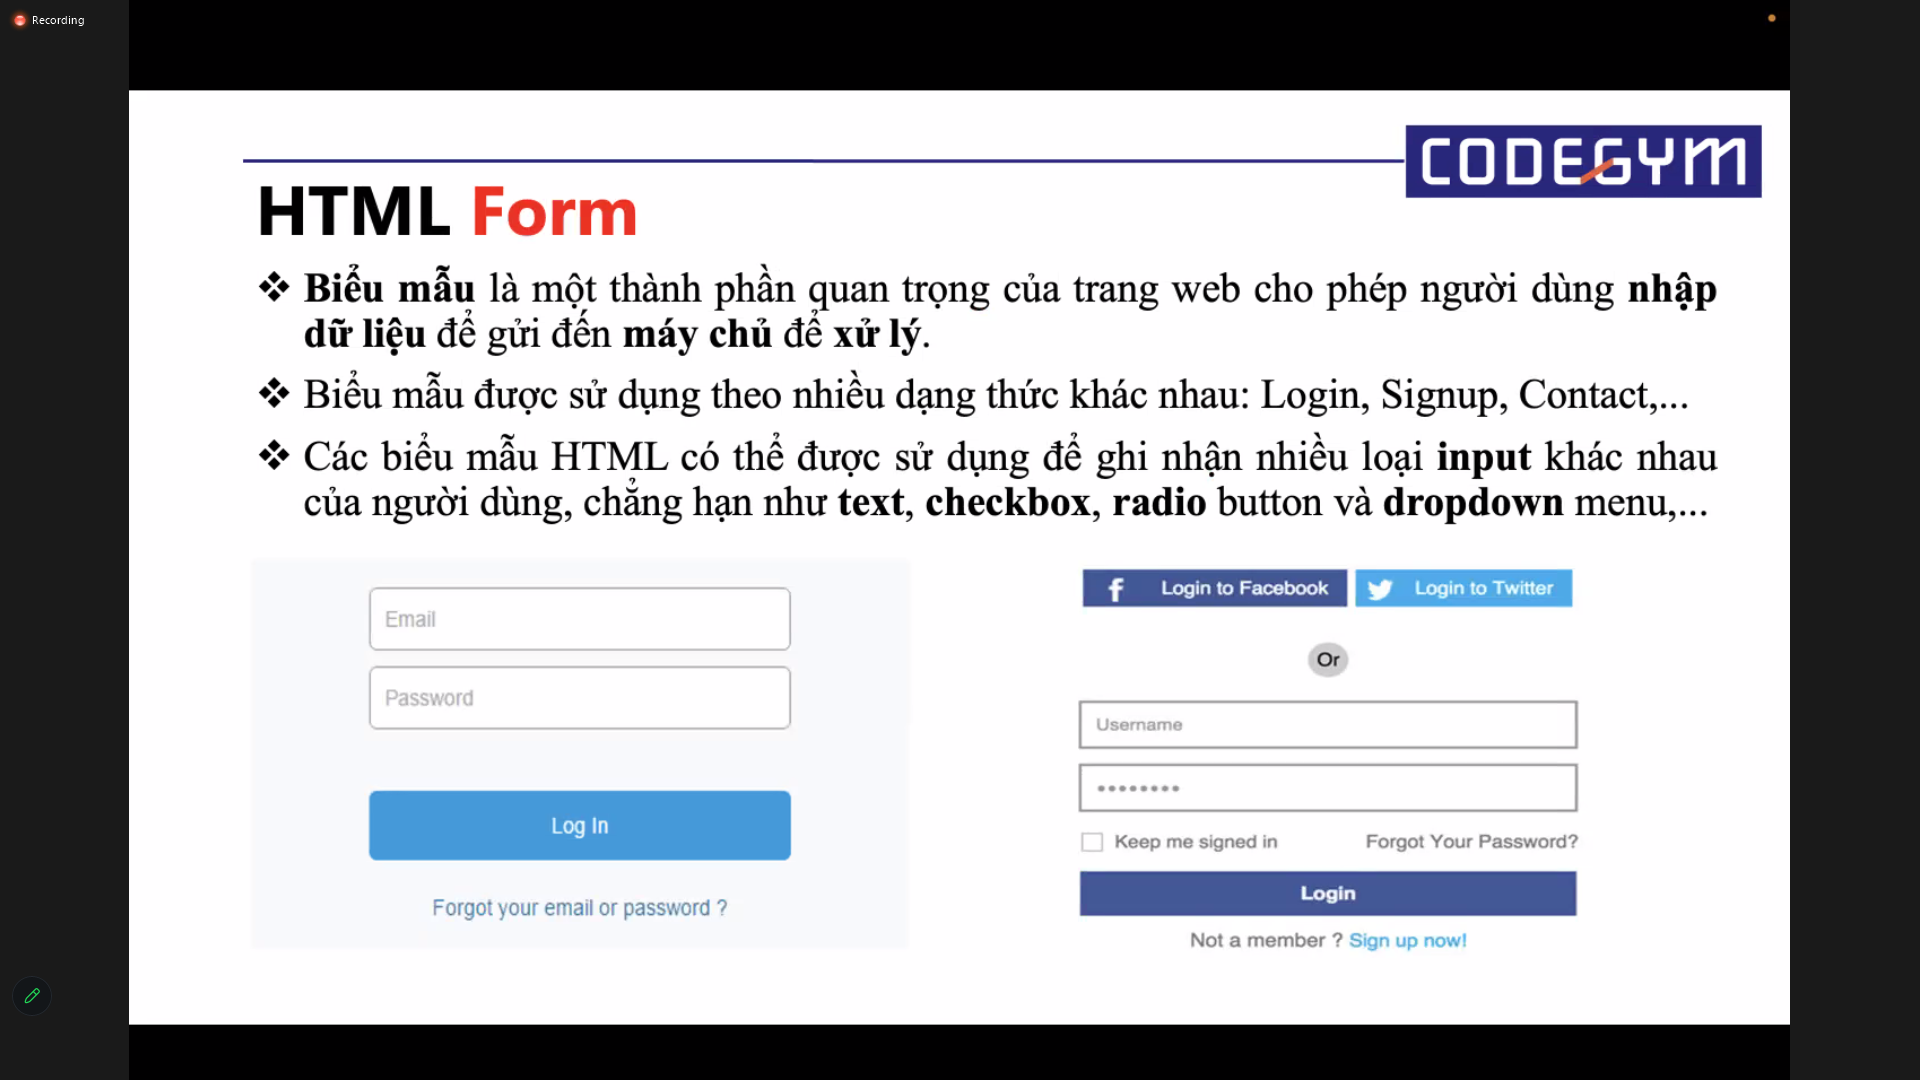 Recording
CODEGYM
HTML Form
❖ Biểu mẫu là một thành phần quan trọng của trang web cho phép người dùng nhập
dữ liệu để gửi đến máy chủ để xử lý.
❖ Biểu mẫu được sử dụng theo nhiều dạng thức khác nhau: Login, Signup, Contact,...
❖ Các biểu mẫu HTML có thể được sử dụng để ghi nhận nhiều loại input khác nhau
của người dùng, chẳng hạn như text, checkbox, radio button và dropdown menu,...
Email
Password
Log In
Forgot your email or password ?
Login to Facebook
Login to Twitter
Or
Username
Keep me signed in
Forgot Your Password?
Login
Not a member ? Sign up now!